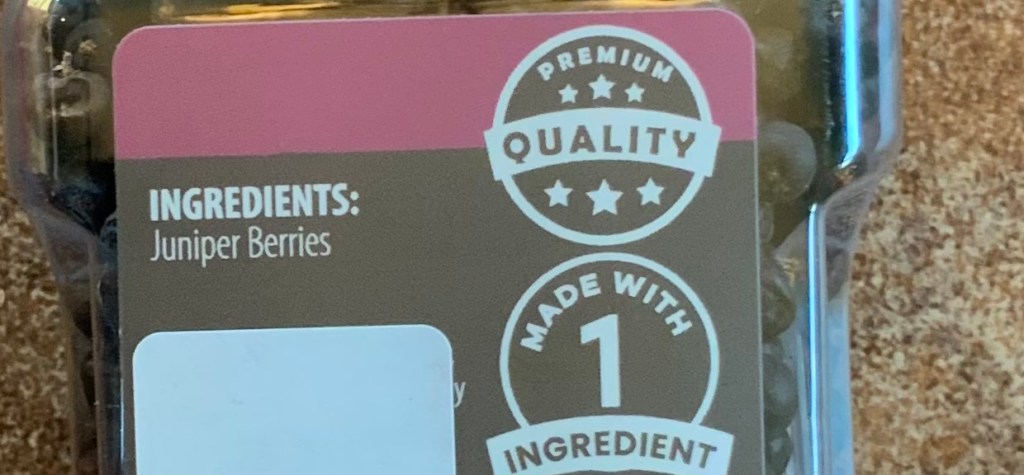 PREMIUM
QUALITY
INGREDIENTS:
Juniper Berries
MADE WITH
1
INGREDIENT